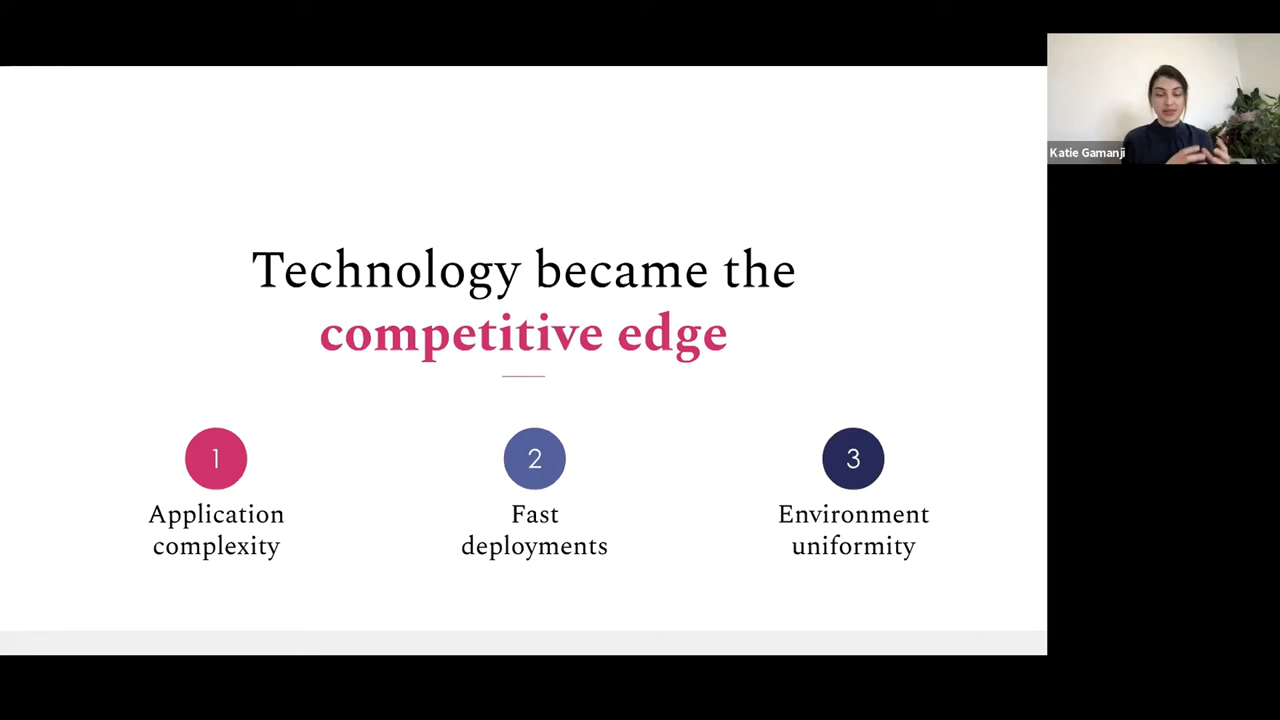 Katie Gamanji
Technology became the
competitive edge
1
Application
complexity
2
Fast
deployments
3
Environment
uniformity